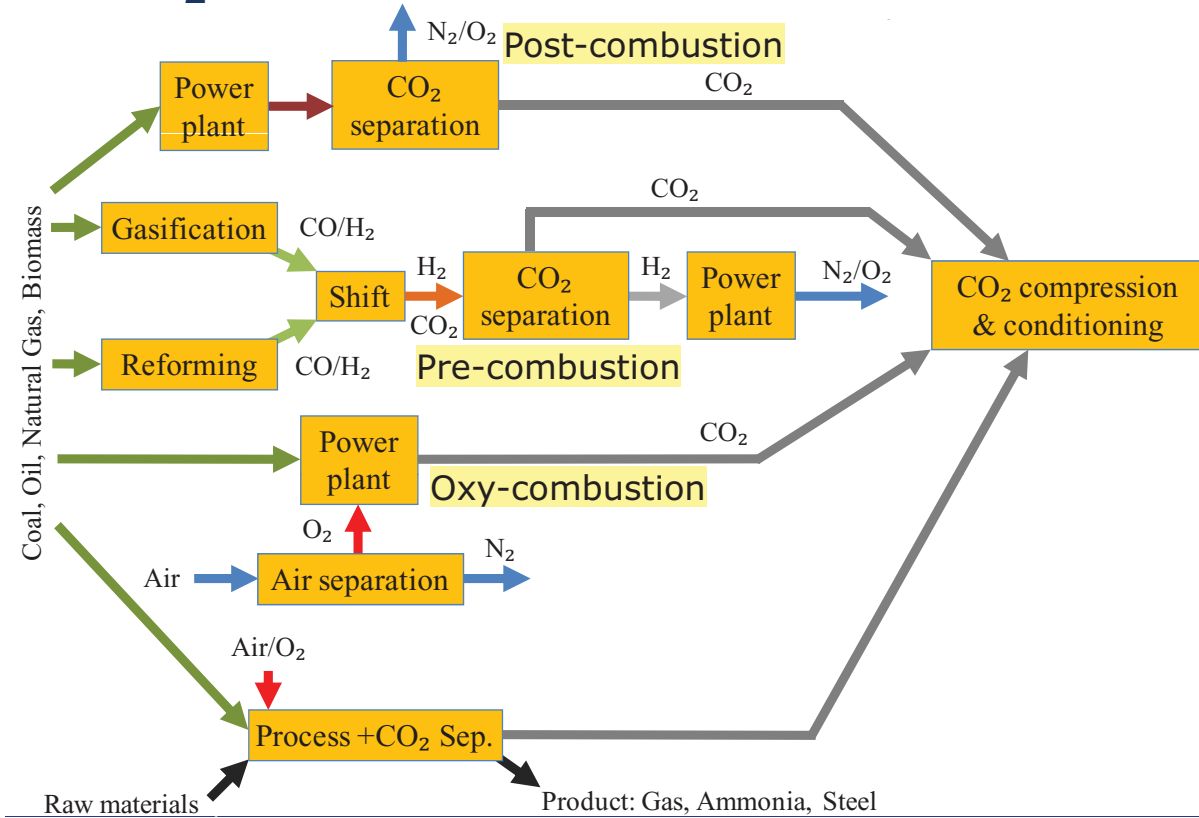 N₂/O₂
Post-combustion
Power
plant
CO₂
separation
CO₂
Coal, Oil, Natural Gas, Biomass
Gasification
CO/H₂
CO₂
Shift
H₂
CO₂
CO₂
separation
H₂
Power
plant
N₂/O₂
CO₂ compression
& conditioning
Reforming
CO/H₂
Pre-combustion
Power
plant
CO₂
Oxy-combustion
O₂
Air
Air separation
N₂
Air/O₂
Process +CO₂ Sep.
Raw materials
Product: Gas, Ammonia, Steel